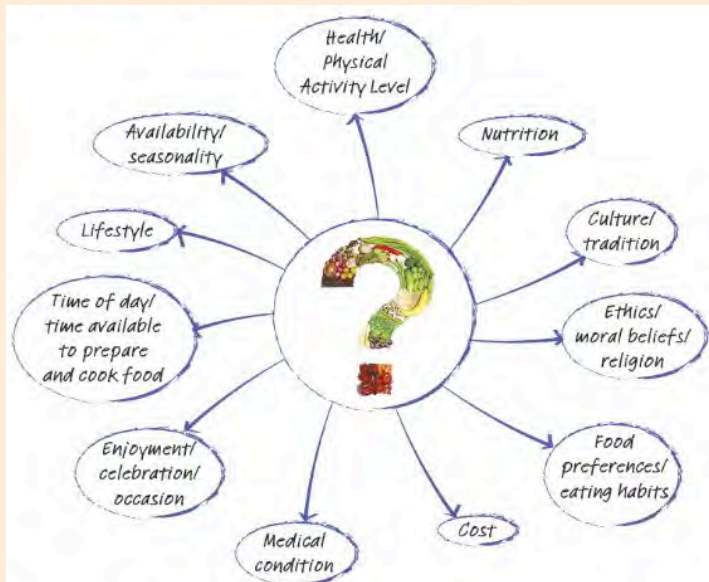 Health/
Physical
Activity Level
Nutrition
Culture/
tradition
Ethics/
moral beliefs/
religion
Food
preferences/
eating habits
Cost
Medical
condition
Enjoyment/
celebration/
occasion
Time of day/
time available
to prepare
and cook food
Lifestyle
Availability/
seasonality
?